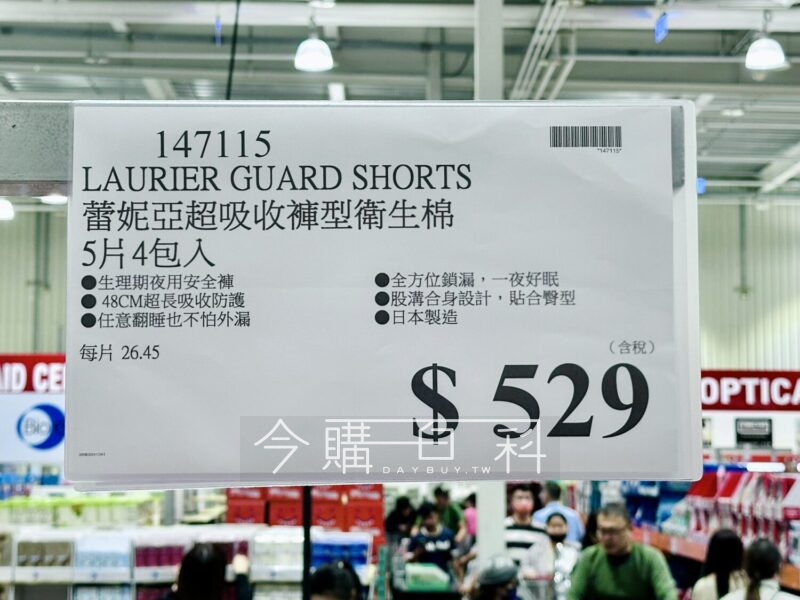 147115
*147115*
LAURIER GUARD SHORTS
蕾妮亞超吸收褲型衛生棉
5片4包入
●生理期夜用安全褲
●48CM超長吸收防護
●任意翻睡也不怕外漏
●全方位鎖漏，一夜好眠
●股溝合身設計，貼合臀型
●日本製造
每片 26.45
（含稅）
$ 529
今購百科
DAYBUY.TW
AID CE
OPTICA
Bio